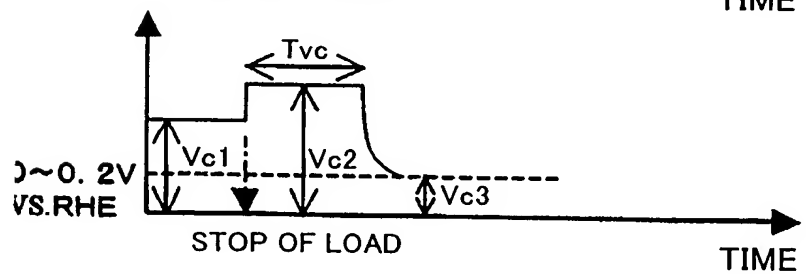 TIME
Tvc
Vc1
Vc2
~0. 2V
Vc3
VS.RHE
STOP OF LOAD
TIME